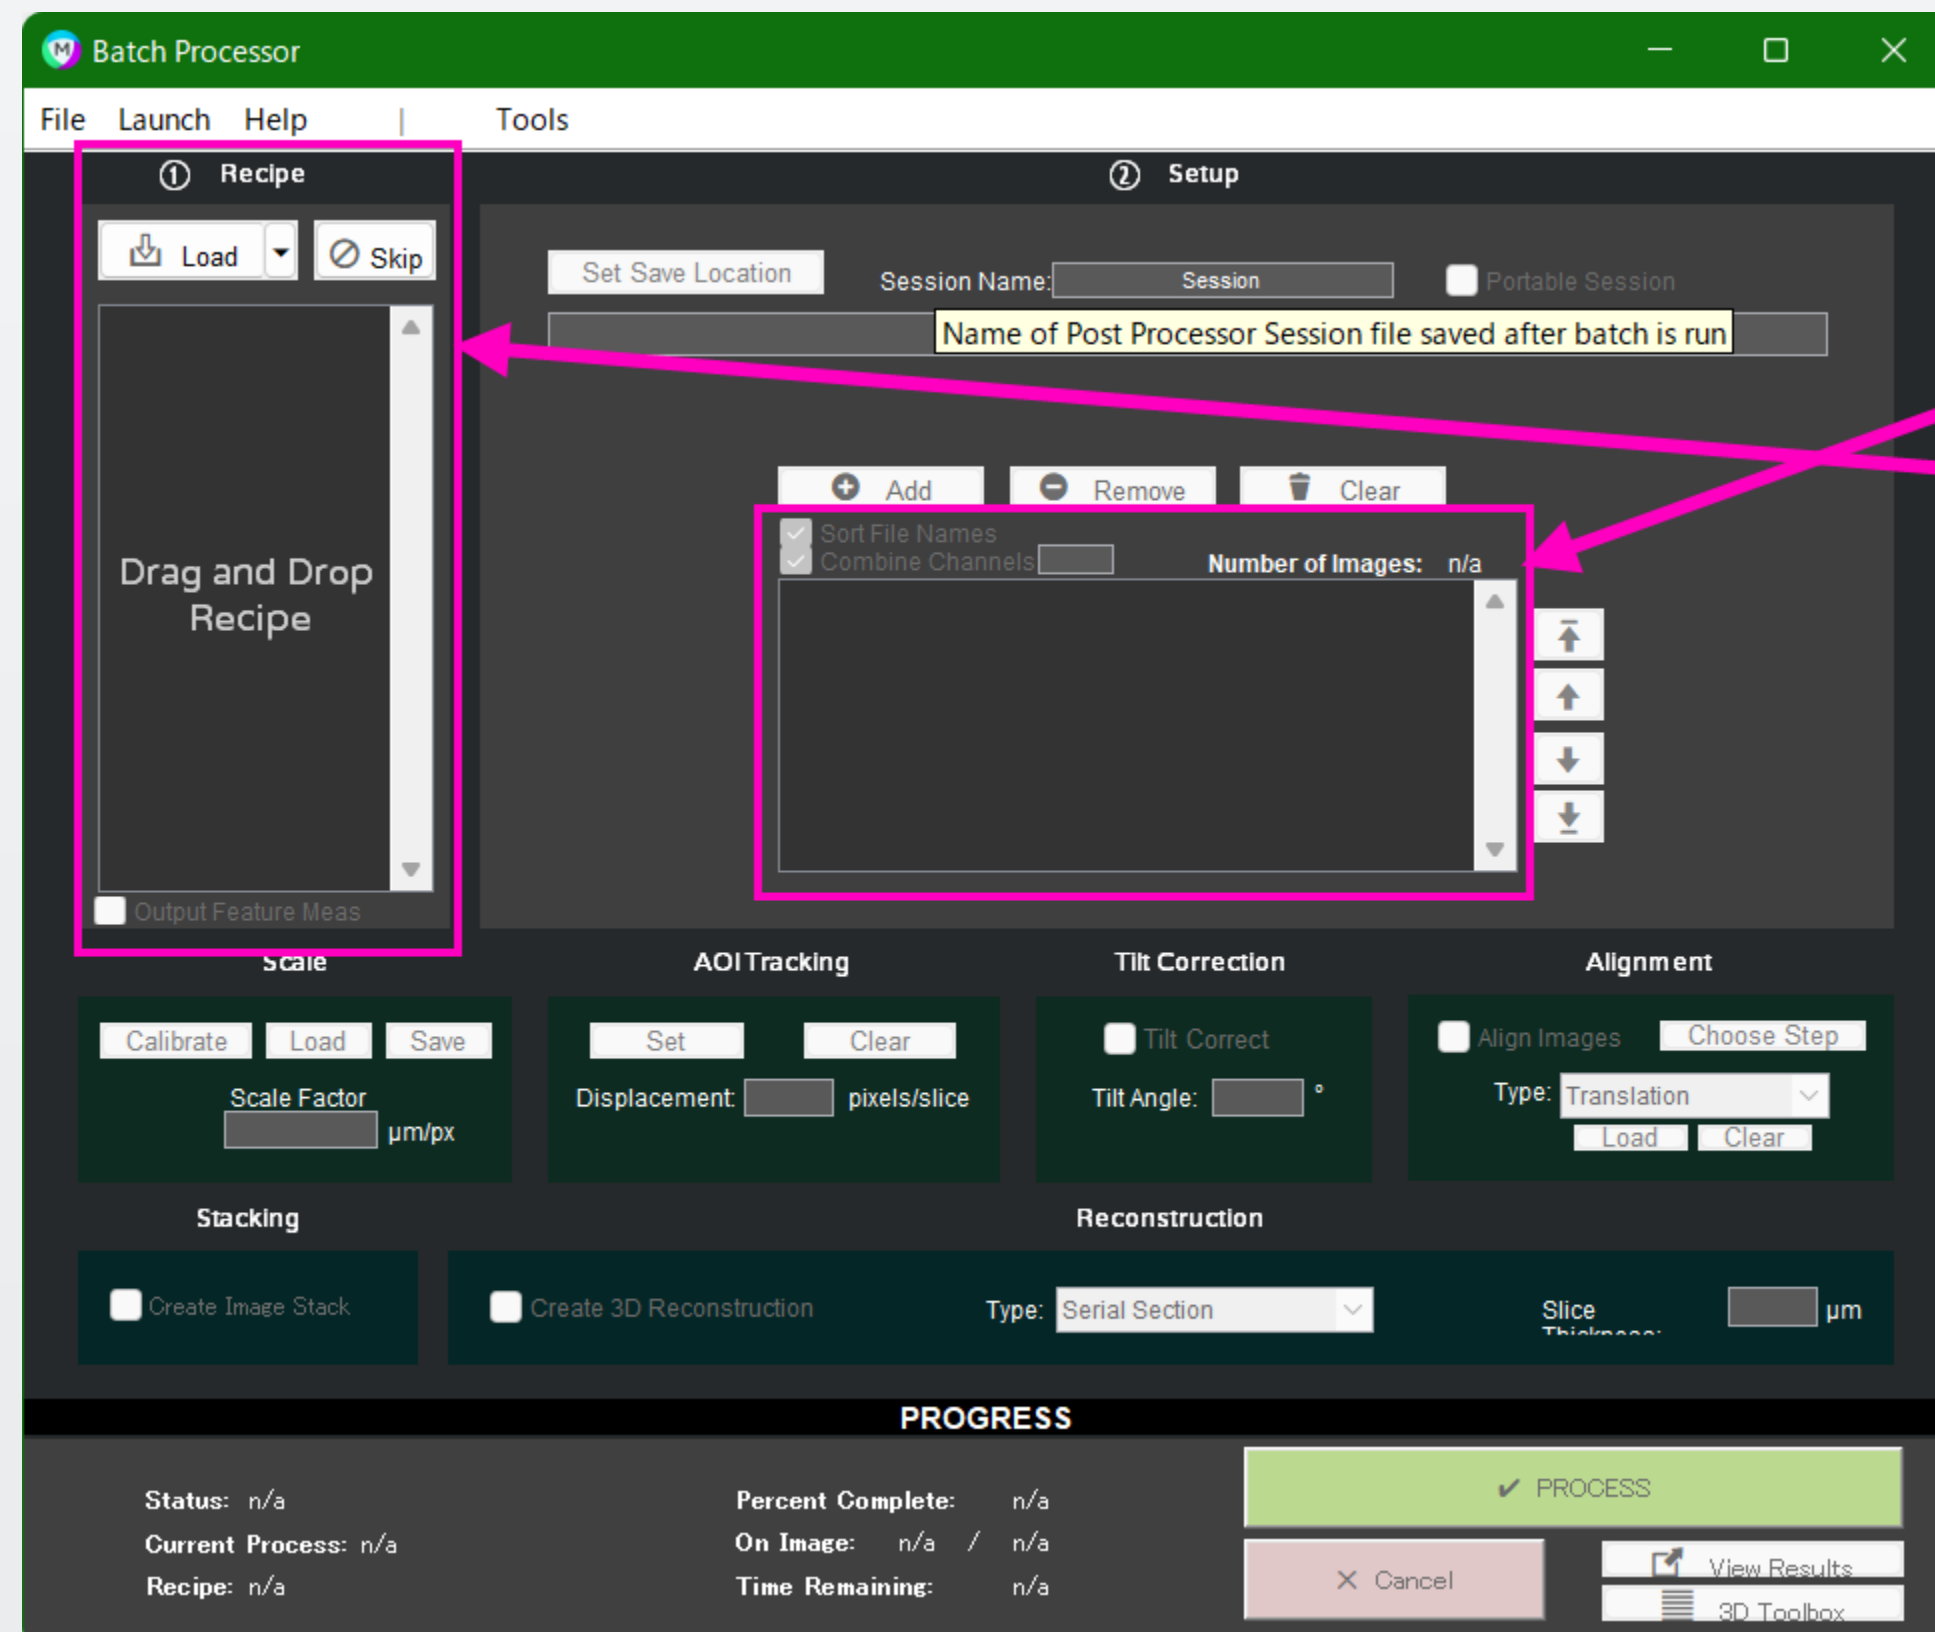 Batch Processor
File Launch Help | Tools
① Recipe
② Setup
Load
Skip
Set Save Location
Session Name: Session
Portable Session
Name of Post Processor Session file saved after batch is run
Add
Remove
Clear
Sort File Names
Combine Channels
Number of Images: n/a
Drag and Drop
Recipe
Output Feature Meas
Scale
AOI Tracking
Tilt Correction
Alignment
Calibrate Load Save
Set Clear
Tilt Correct
Align Images
Choose Step
Scale Factor
µm/px
Displacement: pixels/slice
Tilt Angle: °
Type: Translation
Load Clear
Stacking
Reconstruction
Create Image Stack
Create 3D Reconstruction
Type: Serial Section
Slice
Thickness:
µm
PROGRESS
Status: n/a
Current Process: n/a
Recipe: n/a
Percent Complete: n/a
On Image: n/a / n/a
Time Remaining: n/a
PROCESS
Cancel
View Results
3D Toolbox